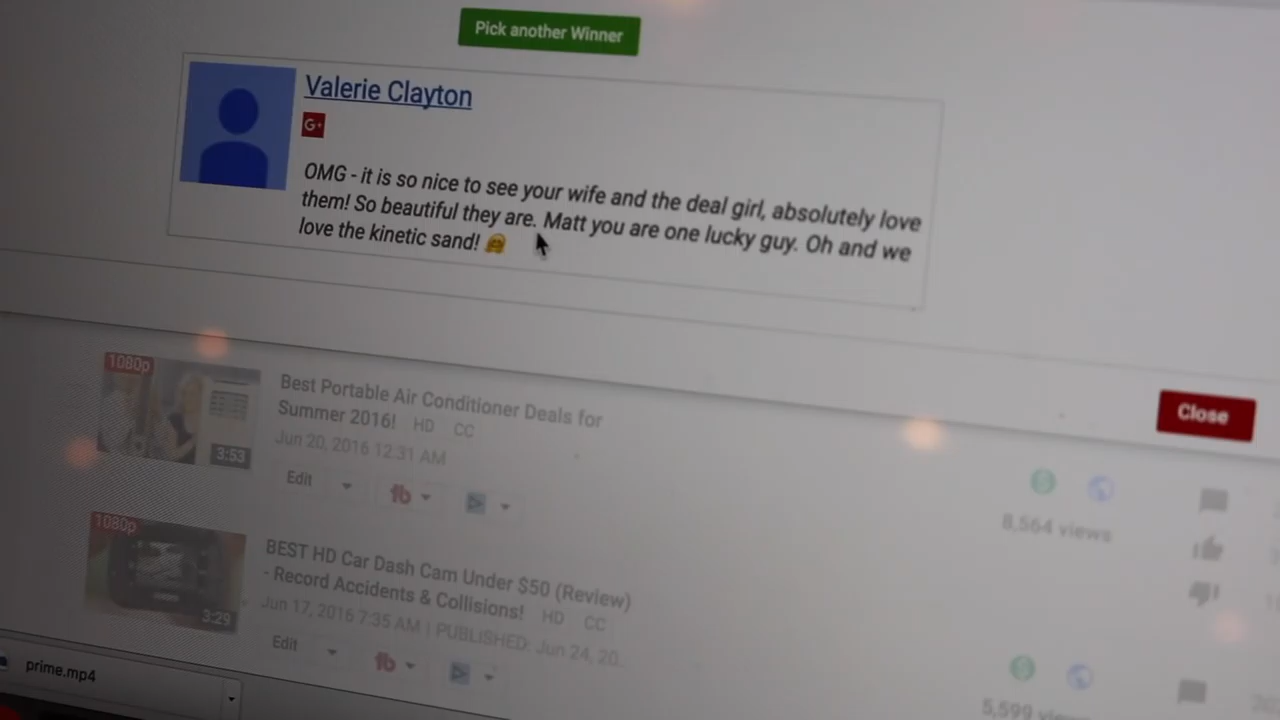 Pick another Winner
Valerie Clayton
G+
OMG - it is so nice to see your wife and the deal girl, absolutely love
them! So beautiful they are. Matt you are one lucky guy. Oh and we
love the kinetic sand! 🤗
Close
1080p
3:53
Best Portable Air Conditioner Deals for
Summer 2016! HD CC
Jun 20, 2016 12:31 AM
Edit
8,564 views
1080p
3:29
BEST HD Car Dash Cam Under $50 (Review)
- Record Accidents & Collisions! HD CC
Jun 17, 2016 7:35 AM | PUBLISHED: Jun 24, 20...
Edit
5,599
prime.mp4